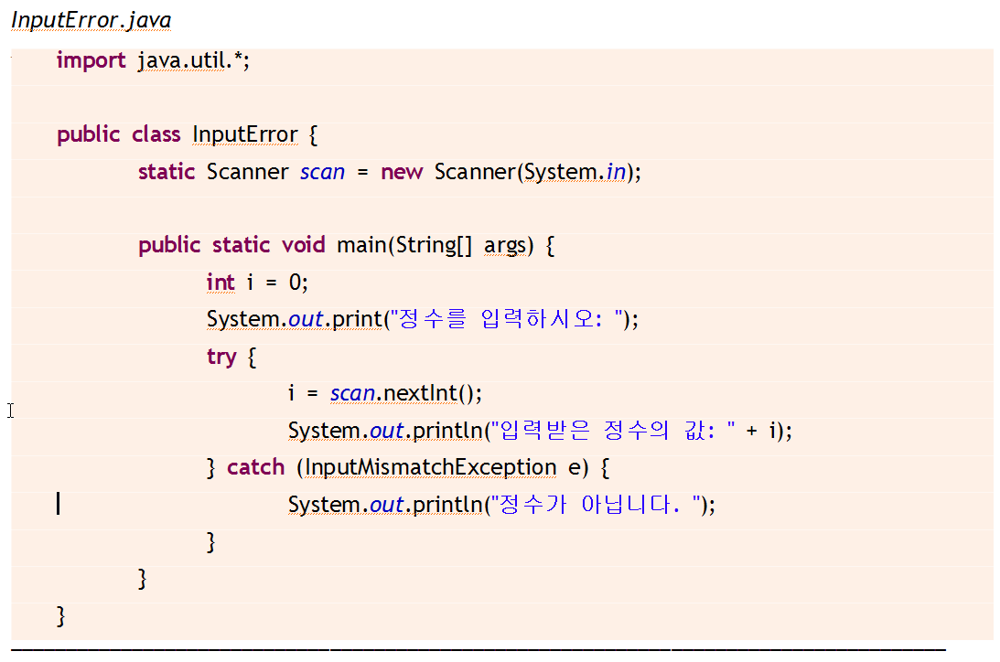 InputError.java
import java.util.*;
public class InputError {
static Scanner scan = new Scanner(System.in);
public static void main(String[] args) {
int i = 0;
System.out.print("정수를 입력하시오: ");
try {
i = scan.nextInt();
System.out.println("입력받은 정수의 값: " + i);
} catch (InputMismatchException e) {
System.out.println("정수가 아닙니다. ");
}
}
}